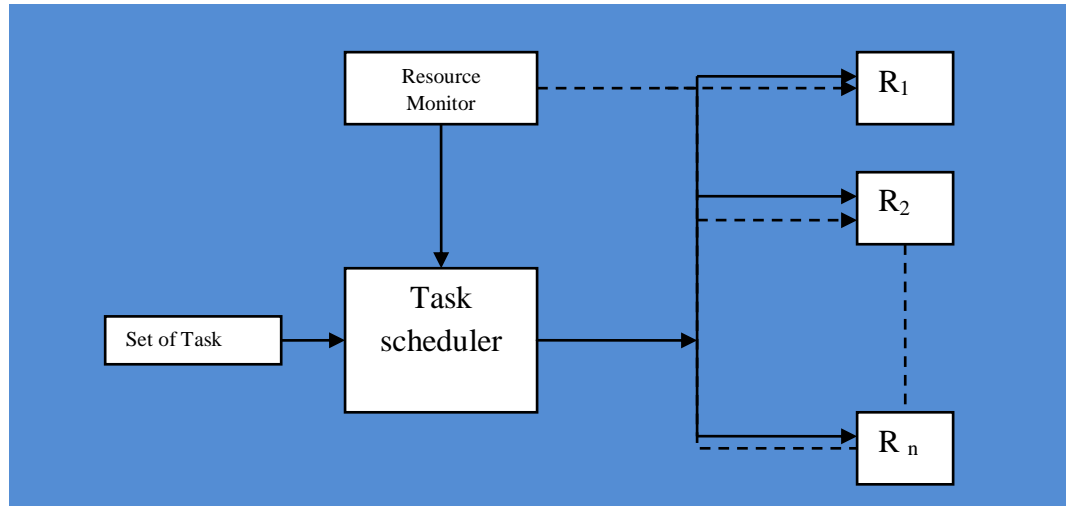 Resource
Monitor
R₁
R₂
Task
scheduler
Set of Task
R n